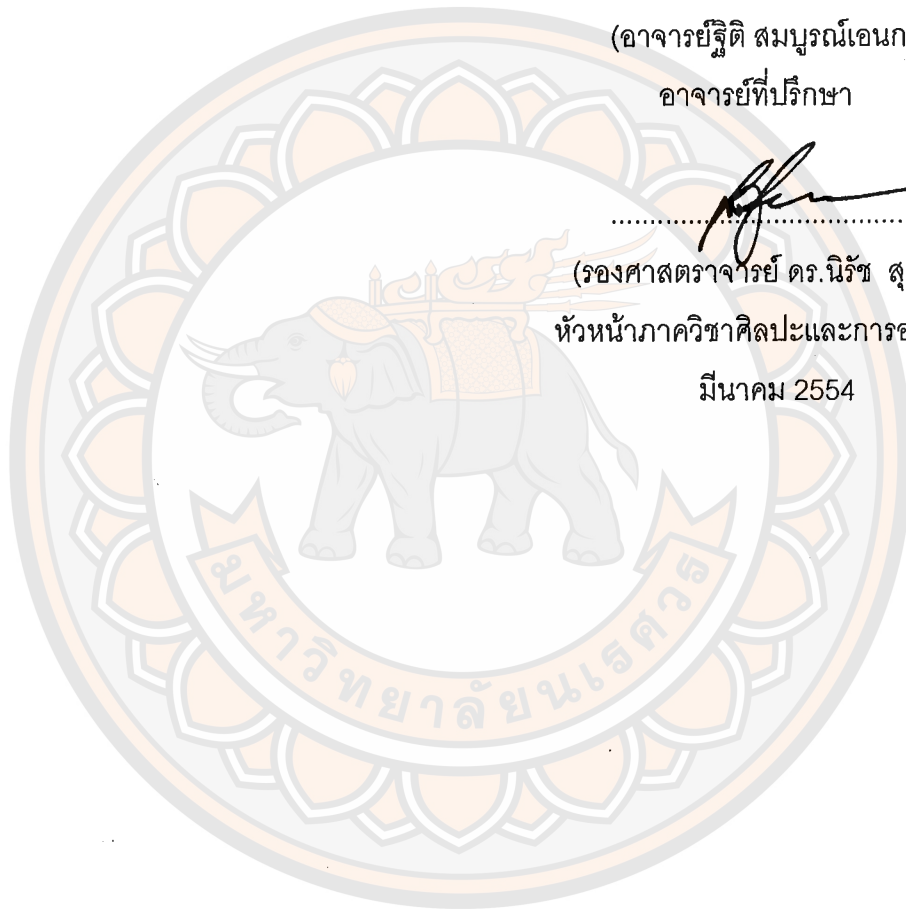 (อาจารย์ฐิติ สมบูรณ์เอนก
อาจารย์ที่ปรึกษา
(รองศาสตราจารย์ ดร.นิรัช สุ
หัวหน้าภาควิชาศิลปะและการอ
มีนาคม 2554
มหาวิทยาลัยนเรศวร